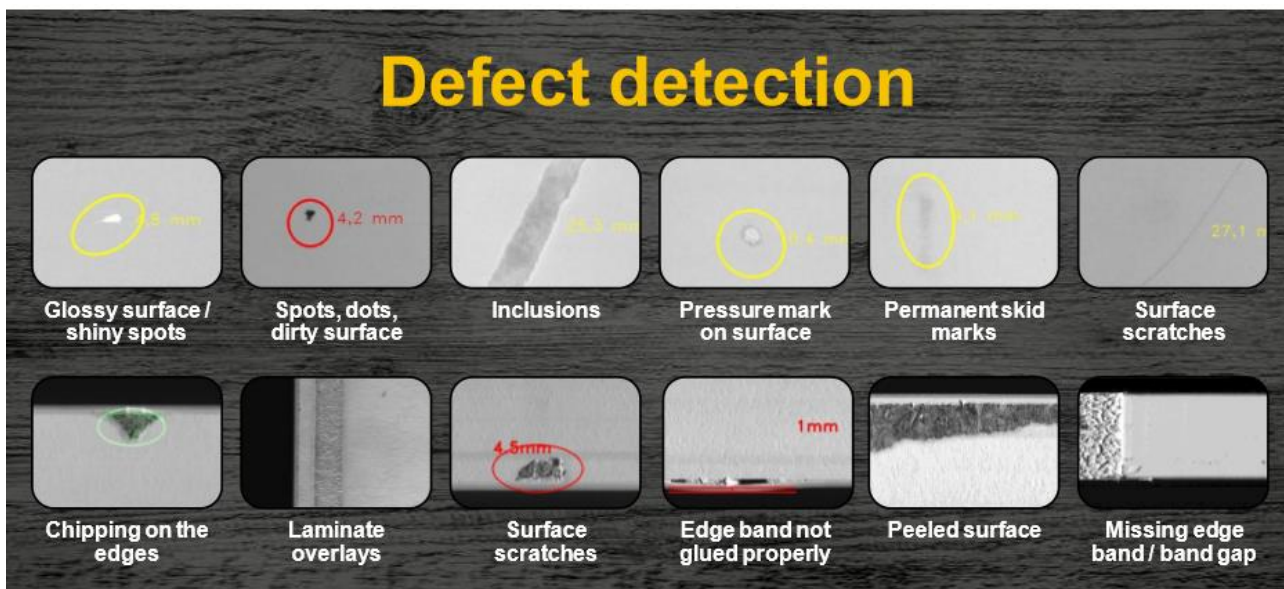 Defect detection
4,2 mm
27,1
Glossy surface /
shiny spots
Spots, dots,
dirty surface
Inclusions
Pressure mark
on surface
Permanent skid
marks
Surface
scratches
4.5mm
1mm
Chipping on the
edges
Laminate
overlays
Surface
scratches
Edge band not
glued properly
Peeled surface
Missing edge
band / band gap